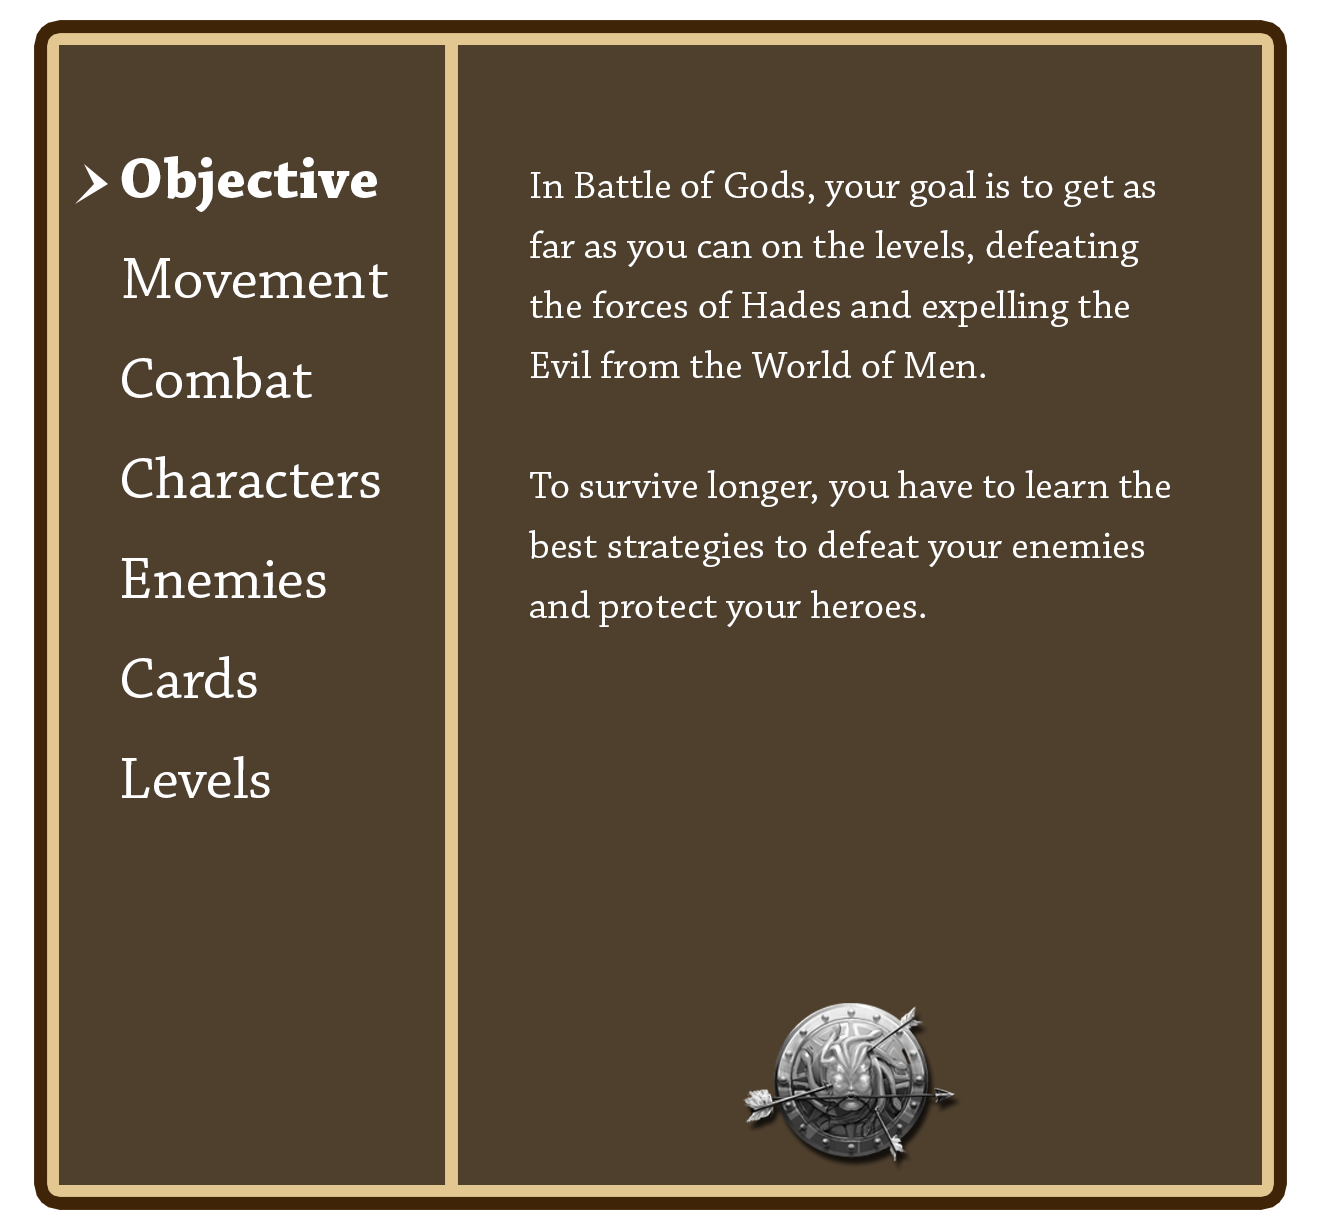 Objective
Movement
Combat
Characters
Enemies
Cards
Levels
In Battle of Gods, your goal is to get as
far as you can on the levels, defeating
the forces of Hades and expelling the
Evil from the World of Men.
To survive longer, you have to learn the
best strategies to defeat your enemies
and protect your heroes.